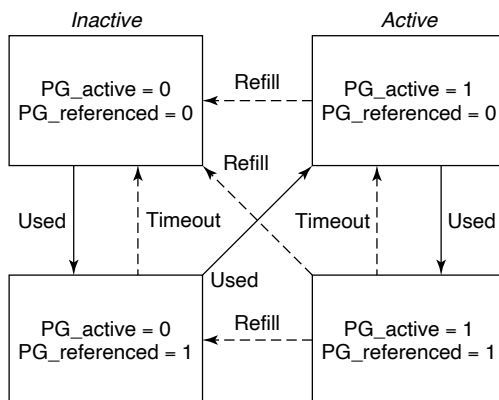 Inactive
Active
PG_active = 0
PG_referenced = 0
Refill
PG_active = 1
PG_referenced = 0
Refill
Used
Timeout
Timeout
Used
Used
PG_active = 0
PG_referenced = 1
Refill
PG_active = 1
PG_referenced = 1